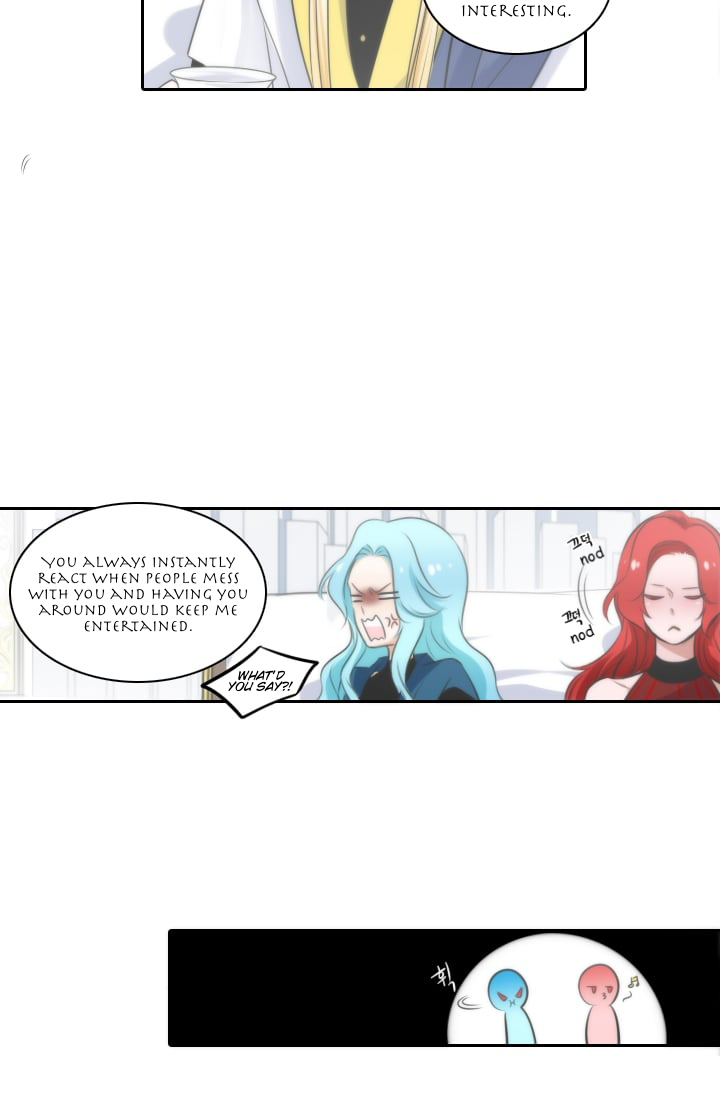 INTERESTING.
YOU ALWAYS INSTANTLY
REACT WHEN PEOPLE MESS
WITH YOU AND HAVING YOU
AROUND WOULD KEEP ME
ENTERTAINED.
WHAT'D
YOU SAY?!
끄덕
nod
끄덕
nod
휙